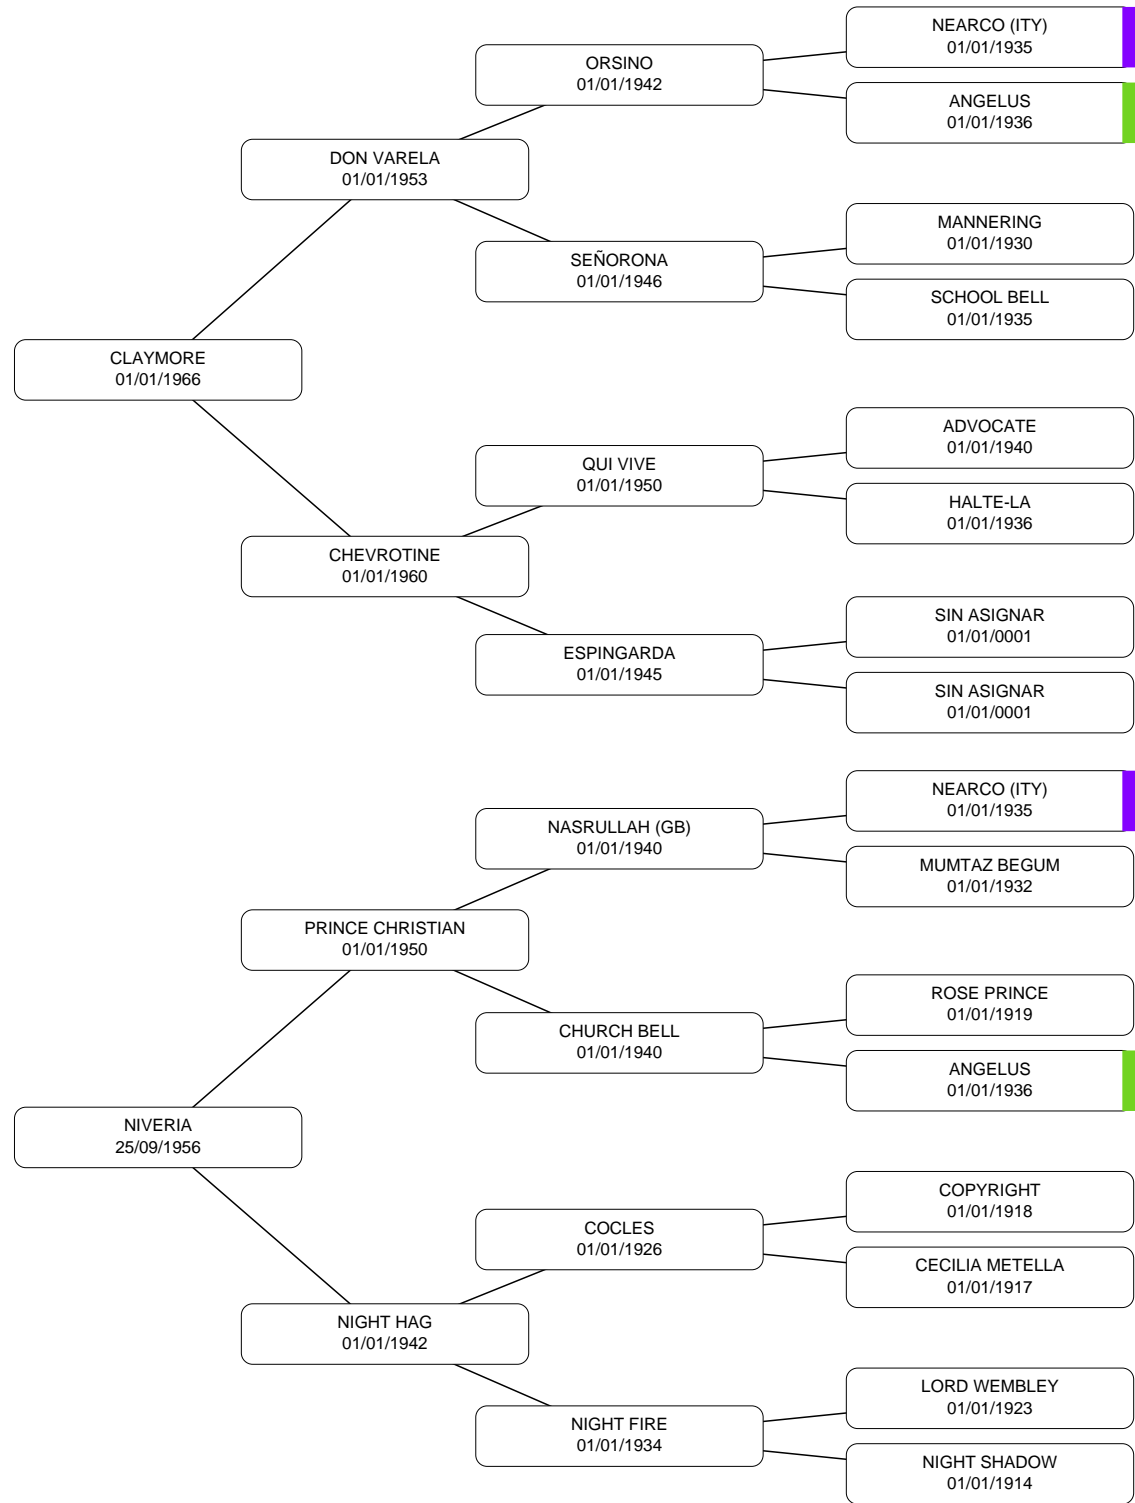 NEARCO (ITY)
01/01/1935
ORSINO
01/01/1942
ANGELUS
01/01/1936
DON VARELA
01/01/1953
MANNERING
01/01/1930
SEÑORONA
01/01/1946
SCHOOL BELL
01/01/1935
CLAYMORE
01/01/1966
ADVOCATE
01/01/1940
QUI VIVE
01/01/1950
HALTE-LA
01/01/1936
CHEVROTINE
01/01/1960
SIN ASIGNAR
01/01/0001
ESPINGARDA
01/01/1945
SIN ASIGNAR
01/01/0001
NEARCO (ITY)
01/01/1935
NASRULLAH (GB)
01/01/1940
MUMTAZ BEGUM
01/01/1932
PRINCE CHRISTIAN
01/01/1950
ROSE PRINCE
01/01/1919
CHURCH BELL
01/01/1940
ANGELUS
01/01/1936
NIVERIA
25/09/1956
COPYRIGHT
01/01/1918
COCLES
01/01/1926
CECILIA METELLA
01/01/1917
NIGHT HAG
01/01/1942
LORD WEMBLEY
01/01/1923
NIGHT FIRE
01/01/1934
NIGHT SHADOW
01/01/1914